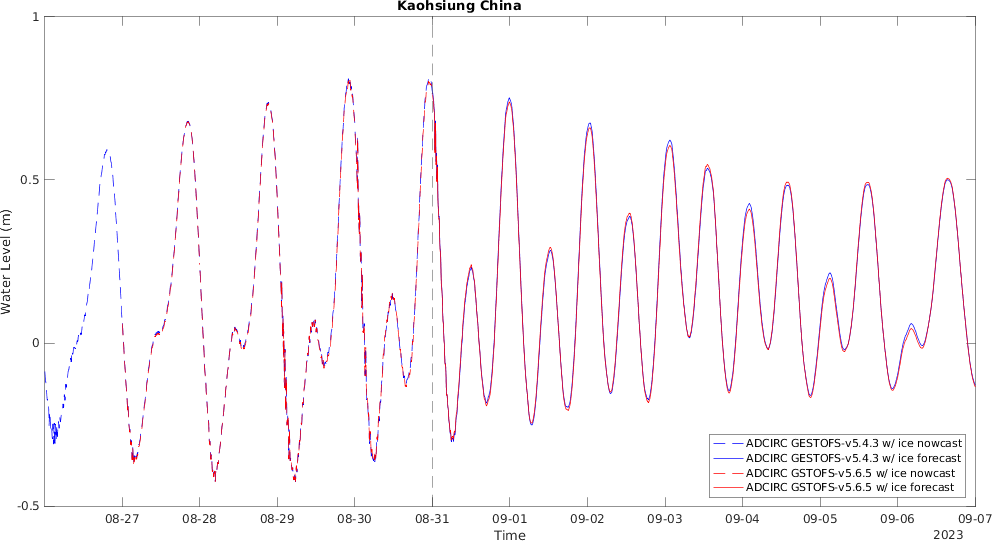 Kaohsiung China
1
0.5
0
-0.5
Water Level (m)
ADCIRC GESTOFS-v5.4.3 w/ ice nowcast
ADCIRC GESTOFS-v5.4.3 w/ ice forecast
ADCIRC GSTOFS-v5.6.5 w/ ice nowcast
ADCIRC GSTOFS-v5.6.5 w/ ice forecast
08-27 08-28 08-29 08-30 08-31 09-01 09-02 09-03 09-04 09-05 09-06 09-07
Time
2023